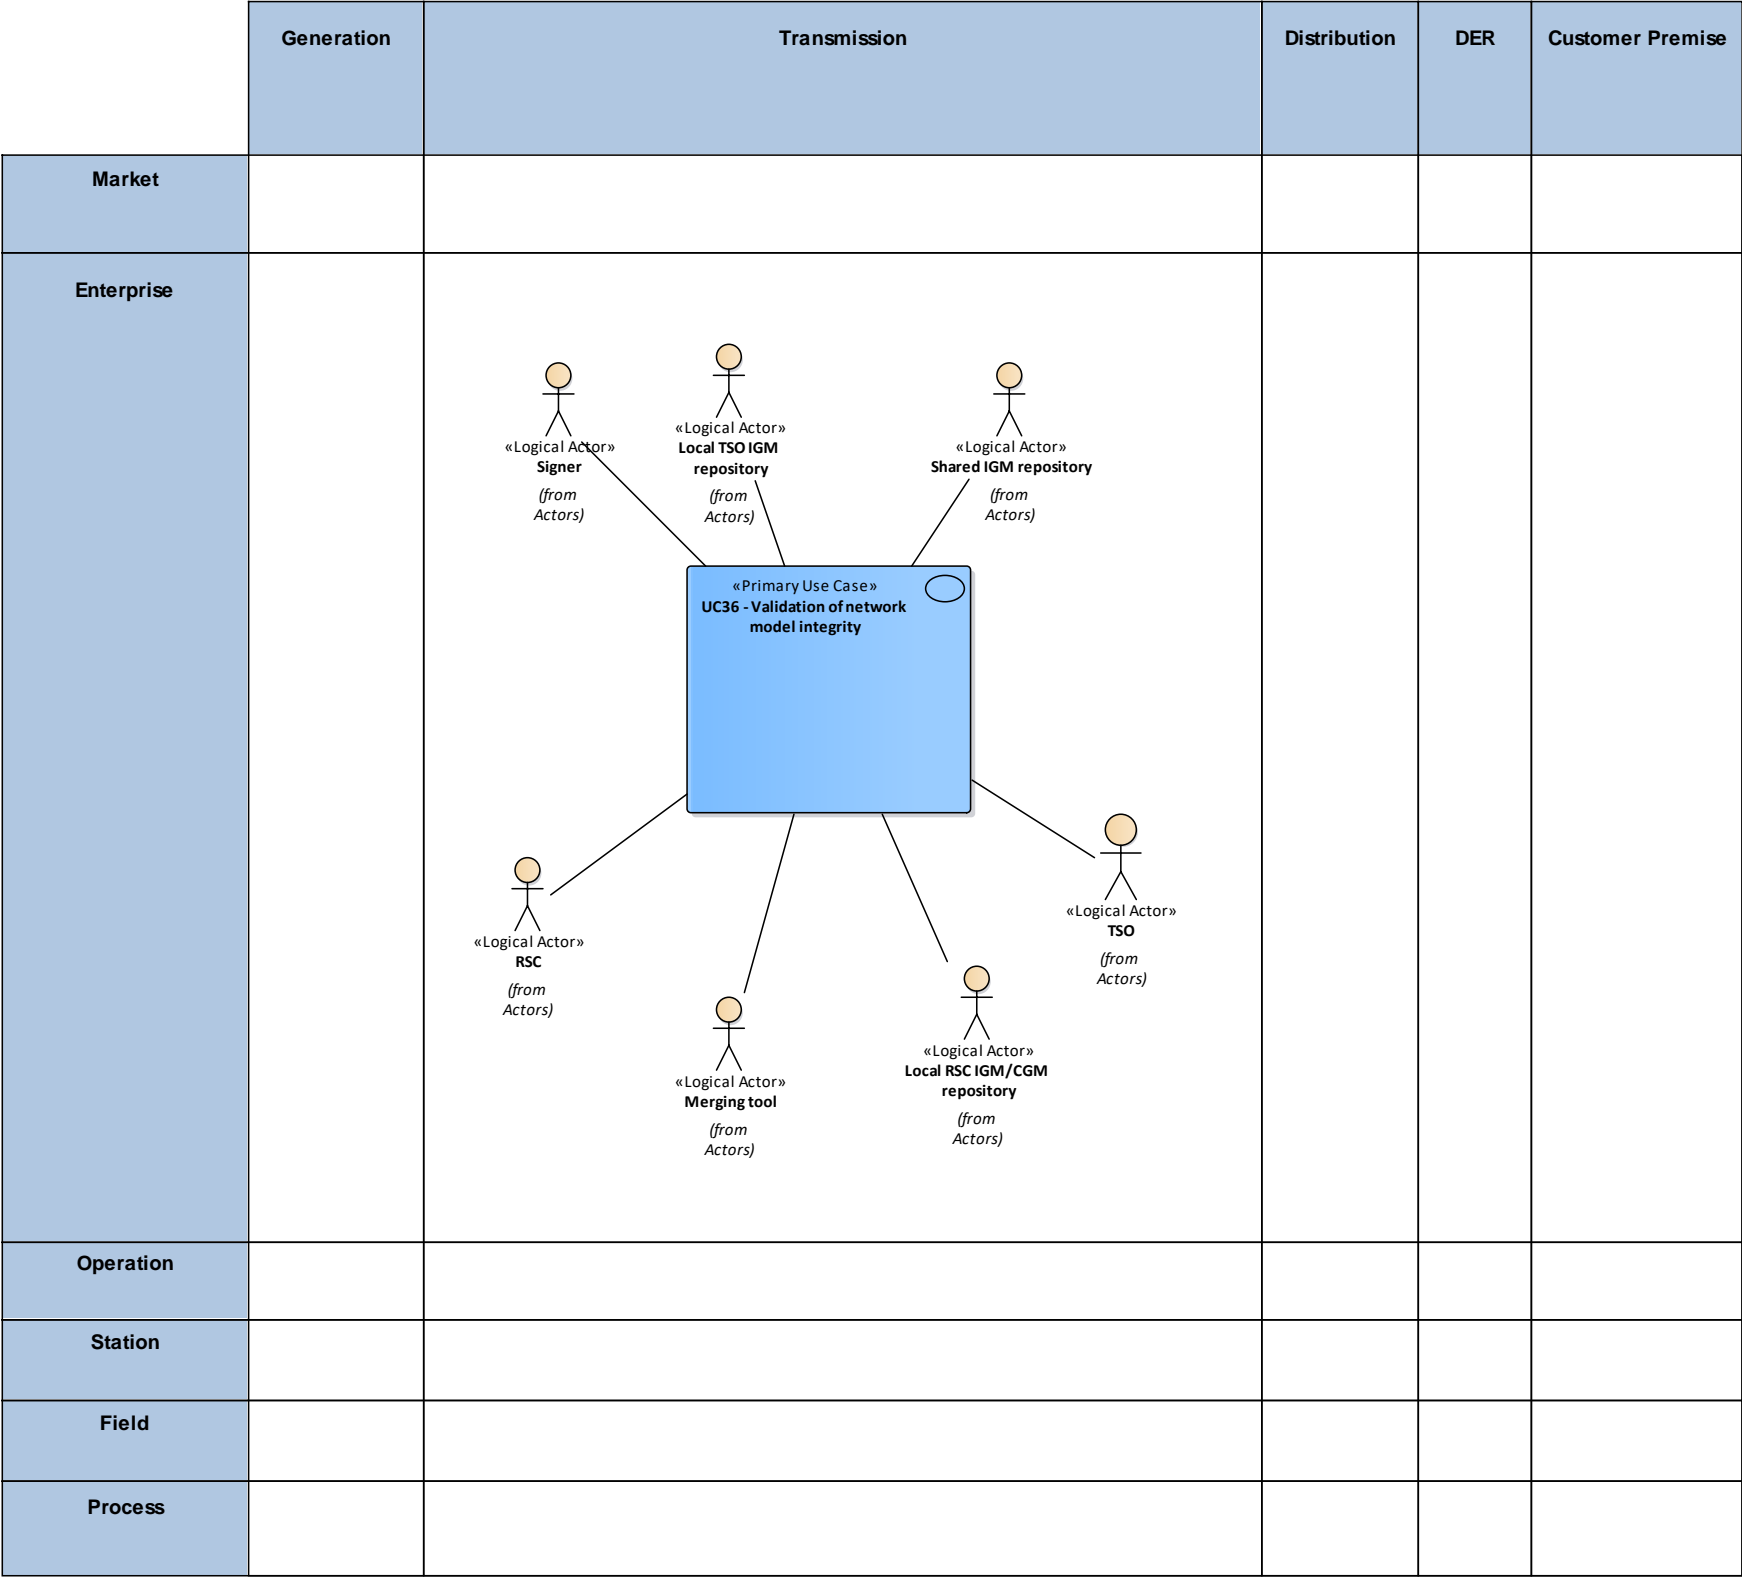 Generation
Transmission
Distribution
DER
Customer Premise
Market
Enterprise
«Logical Actor»
Signer
(from
Actors)
«Logical Actor»
Local TSO IGM
repository
(from
Actors)
«Logical Actor»
Shared IGM repository
(from
Actors)
«Primary Use Case»
UC36 - Validation of network
model integrity
«Logical Actor»
RSC
(from
Actors)
«Logical Actor»
Merging tool
(from
Actors)
«Logical Actor»
Local RSC IGM/CGM
repository
(from
Actors)
«Logical Actor»
TSO
(from
Actors)
Operation
Station
Field
Process